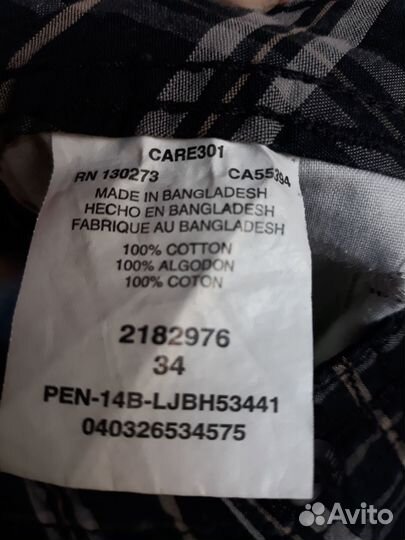 CARE301
RN 130273 CA55394
MADE IN BANGLADESH
HECHO EN BANGLADESH
FABRIQUE AU BANGLADESH
100% COTTON
100% ALGODON
100% COTON
2182976
34
PEN-14B-LJBH53441
040326534575
Avito